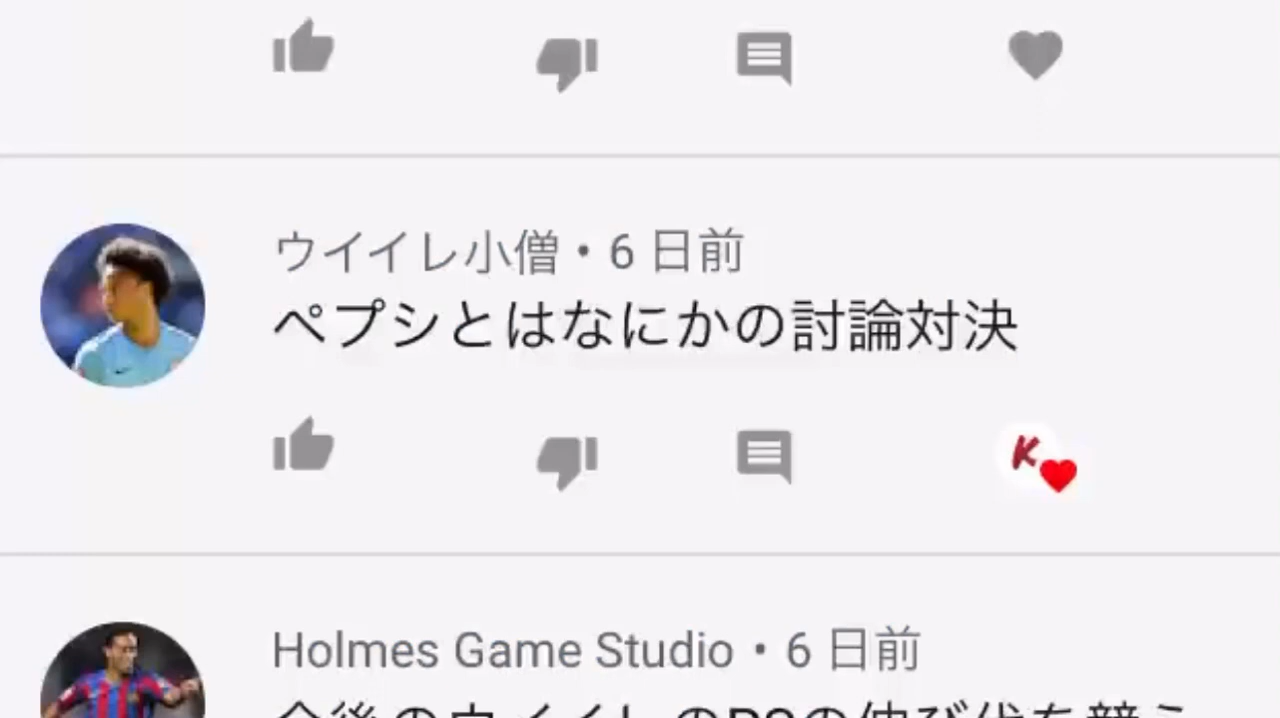 ウイイレ小僧・6 日前
ペプシとはなにかの討論対決
K
Holmes Game Studio・6 日前
今後のウイイレのPSの伸び代を競う